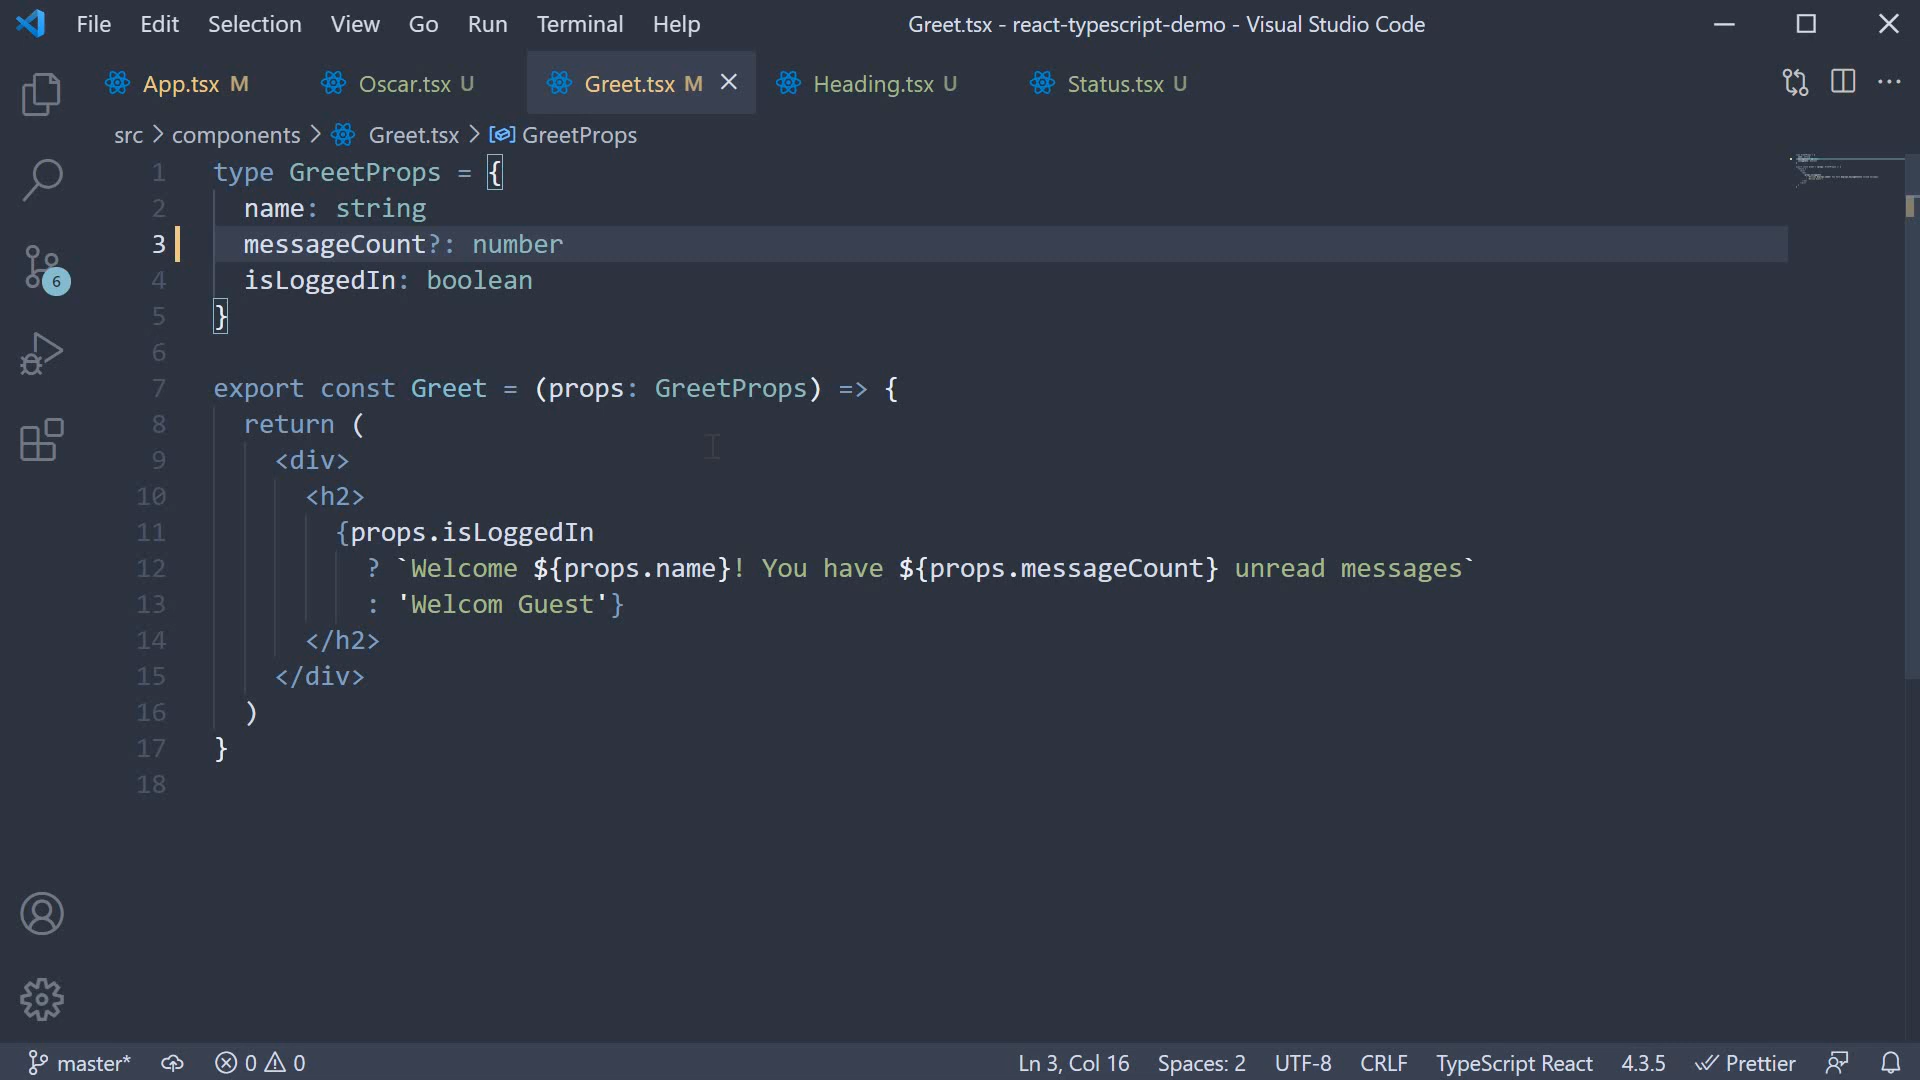 File Edit Selection View Go Run Terminal Help Greet.tsx - react-typescript-demo - Visual Studio Code
App.tsx M Oscar.tsx U Greet.tsx M Heading.tsx U Status.tsx U
src > components > Greet.tsx > GreetProps
1 type GreetProps = {
2 name: string
3 messageCount?: number
4 isLoggedIn: boolean
5 }
6
7 export const Greet = (props: GreetProps) => {
8 return (
9 <div>
10 <h2>
11 {props.isLoggedIn
12 ? `Welcome ${props.name}! You have ${props.messageCount} unread messages`
13 : 'Welcom Guest'}
14 </h2>
15 </div>
16 )
17 }
18
6
master* 0 0 Ln 3, Col 16 Spaces: 2 UTF-8 CRLF TypeScript React 4.3.5 Prettier